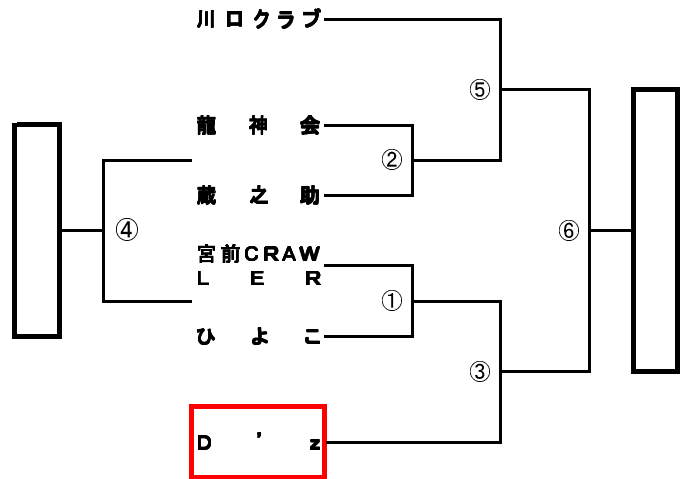 川口クラブ
⑤
龍神会
②
蔵之助
④
⑥
宮前CRAW
LER
①
ひよこ
③
D'z